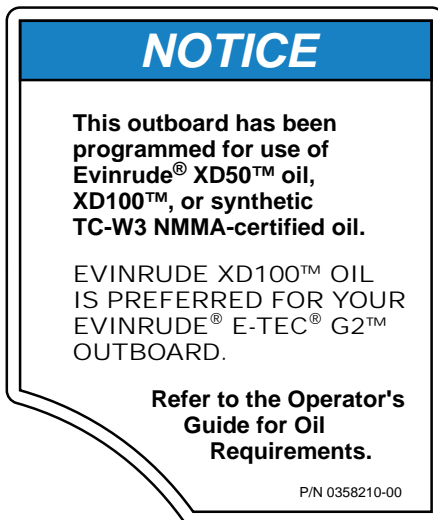 NOTICE
This outboard has been
programmed for use of
Evinrude® XD50™ oil,
XD100™, or synthetic
TC-W3 NMMA-certified oil.
EVINRUDE XD100™ OIL
IS PREFERRED FOR YOUR
EVINRUDE® E-TEC® G2™
OUTBOARD.
Refer to the Operator's
Guide for Oil
Requirements.
P/N 0358210-00